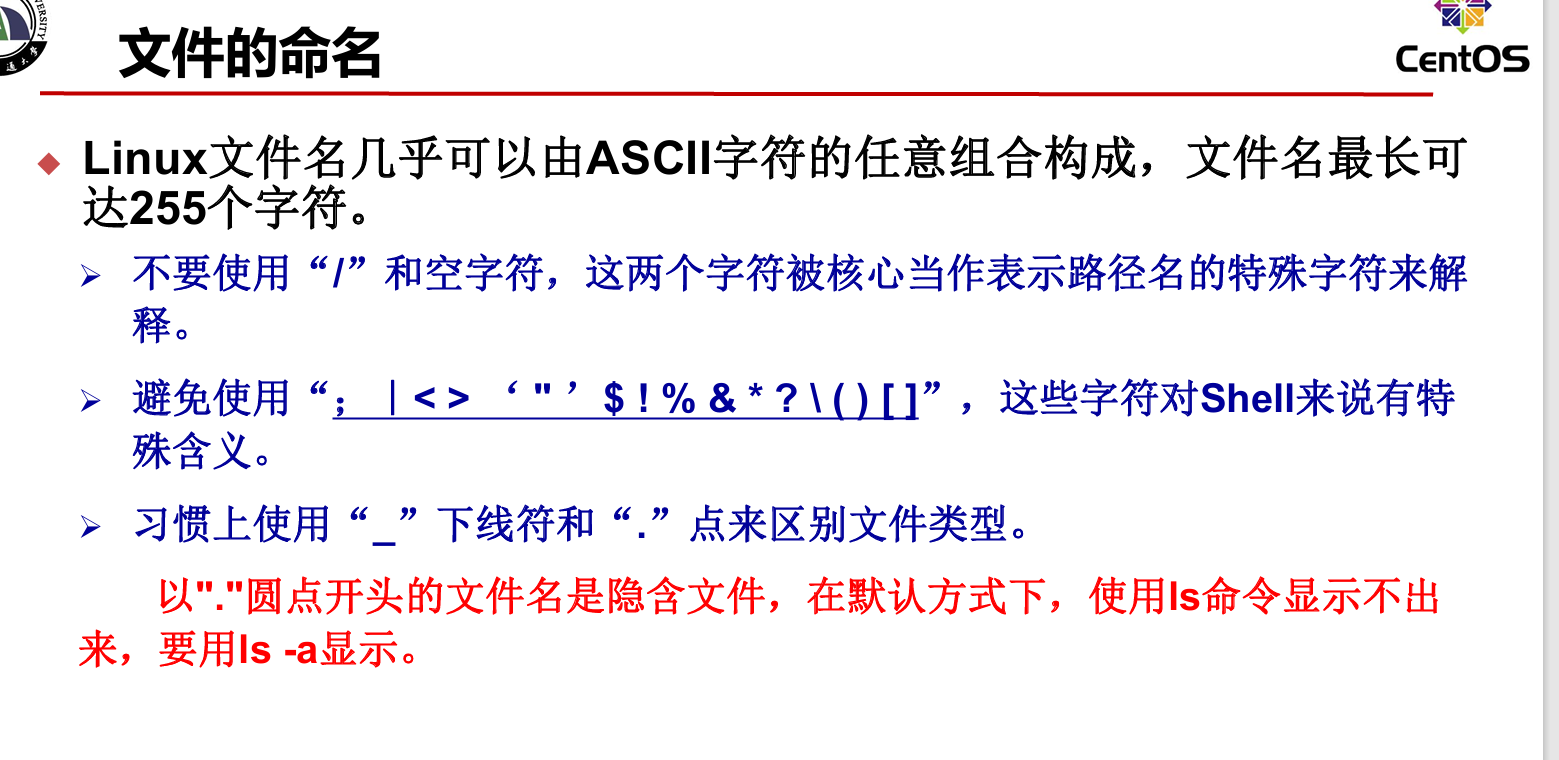 文件的命名
CentOS
ERSITY
通大学
Linux文件名几乎可以由ASCII字符的任意组合构成，文件名最长可
达255个字符。
不要使用“/”和空字符，这两个字符被核心当作表示路径名的特殊字符来解
释。
避免使用“； | < > ‘ " ’ $ ! % & * ? \ ( ) [ ]”，这些字符对Shell来说有特
殊含义。
习惯上使用“_”下线符和“.”点来区别文件类型。
以"."圆点开头的文件名是隐含文件，在默认方式下，使用ls命令显示不出
来，要用ls -a显示。